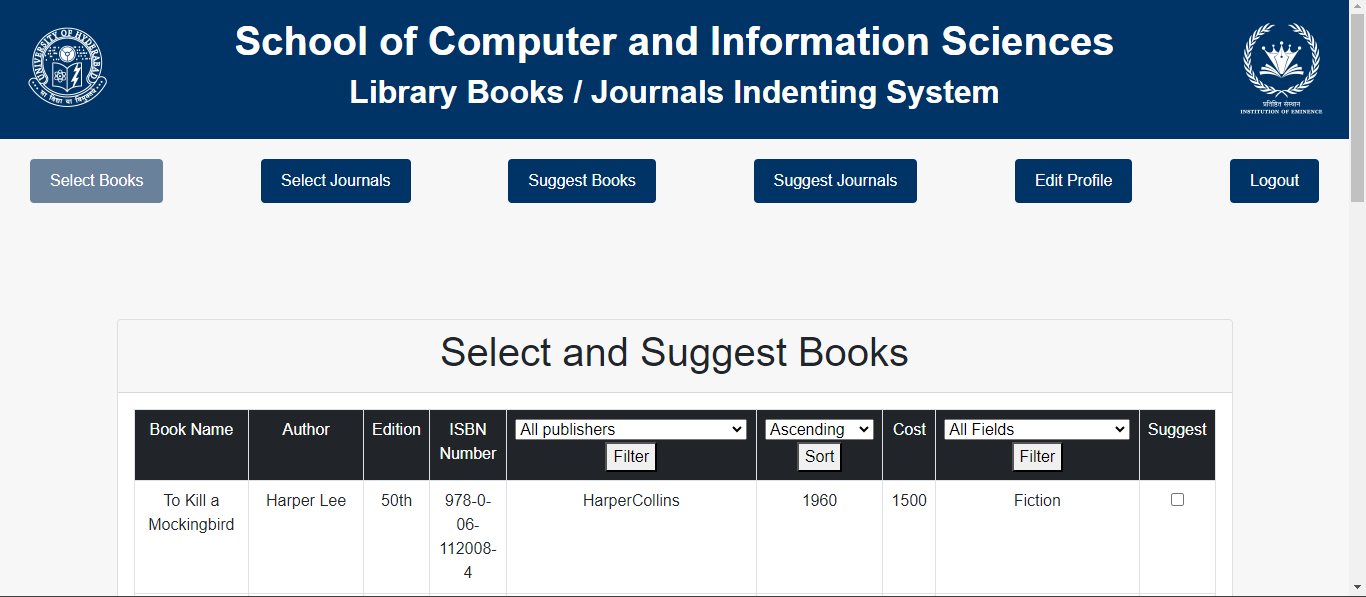 UNIVERSITY OF HYDERABAD
School of Computer and Information Sciences
Library Books / Journals Indenting System
प्रतिष्ठित संस्थान
INSTITUTION OF EMINENCE
Select Books
Select Journals
Suggest Books
Suggest Journals
Edit Profile
Logout
Select and Suggest Books
Book Name
Author
Edition
ISBN
Number
All publishers
Filter
Ascending
Sort
Cost
All Fields
Filter
Suggest
To Kill a
Mockingbird
Harper Lee
50th
978-0-
06-
112008-
4
HarperCollins
1960
1500
Fiction